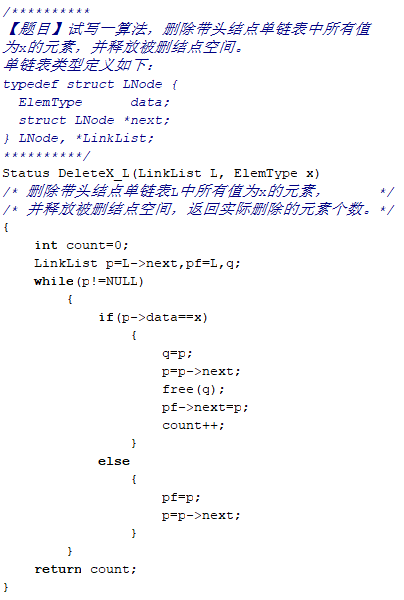 /**********
【题目】试写一算法，删除带头结点单链表中所有值
为x的元素，并释放被删结点空间。
单链表类型定义如下：
typedef struct LNode {
  ElemType      data;
  struct LNode *next;
} LNode, *LinkList;
**********/
Status DeleteX_L(LinkList L, ElemType x)
/* 删除带头结点单链表L中所有值为x的元素，       */
/* 并释放被删结点空间，返回实际删除的元素个数。*/
{
    int count=0;
    LinkList p=L->next,pf=L,q;
    while(p!=NULL)
        {
            if(p->data==x)
                {
                    q=p;
                    p=p->next;
                    free(q);
                    pf->next=p;
                    count++;
                }
            else
                {
                    pf=p;
                    p=p->next;
                }
        }
    return count;
}